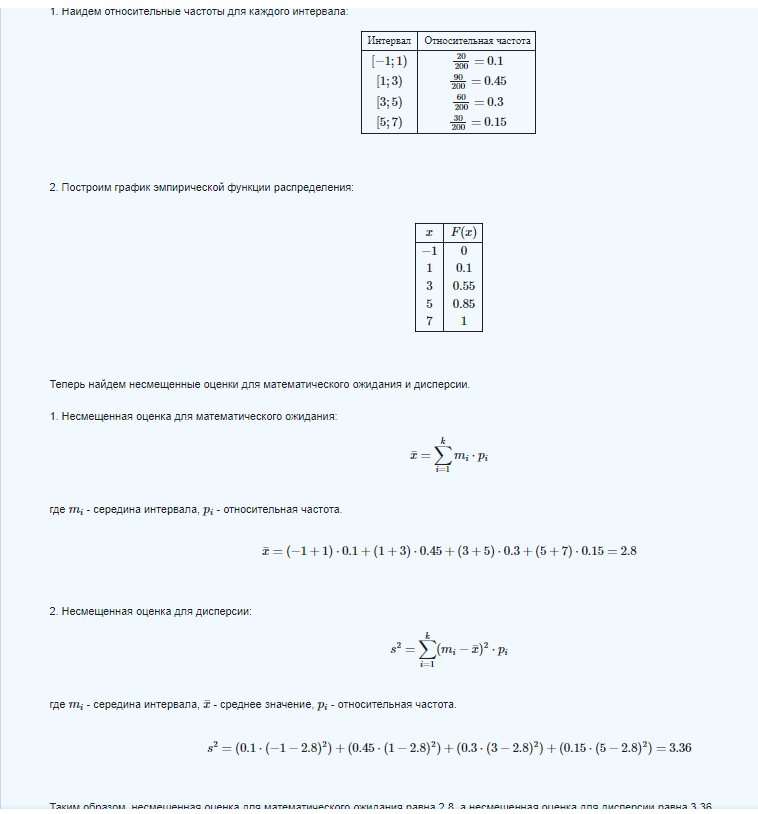 1. Найдем относительные частоты для каждого интервала:
Интервал Относительная частота
[−1; 1) 20/200 = 0.1
[1; 3) 90/200 = 0.45
[3; 5) 60/200 = 0.3
[5; 7) 30/200 = 0.15
2. Построим график эмпирической функции распределения:
x F(x)
−1 0
1 0.1
3 0.55
5 0.85
7 1
Теперь найдем несмещенные оценки для математического ожидания и дисперсии.
1. Несмещенная оценка для математического ожидания:
x̄ = ∑_{i=1}^{k} m_i · p_i
где m_i - середина интервала, p_i - относительная частота.
x̄ = (−1 + 1) · 0.1 + (1 + 3) · 0.45 + (3 + 5) · 0.3 + (5 + 7) · 0.15 = 2.8
2. Несмещенная оценка для дисперсии:
s² = ∑_{i=1}^{k} (m_i − x̄)² · p_i
где m_i - середина интервала, x̄ - среднее значение, p_i - относительная частота.
s² = (0.1 · (−1 − 2.8)²) + (0.45 · (1 − 2.8)²) + (0.3 · (3 − 2.8)²) + (0.15 · (5 − 2.8)²) = 3.36
Таким образом, несмещенная оценка для математического ожидания равна 2.8, а несмещенная оценка для дисперсии равна 3.36